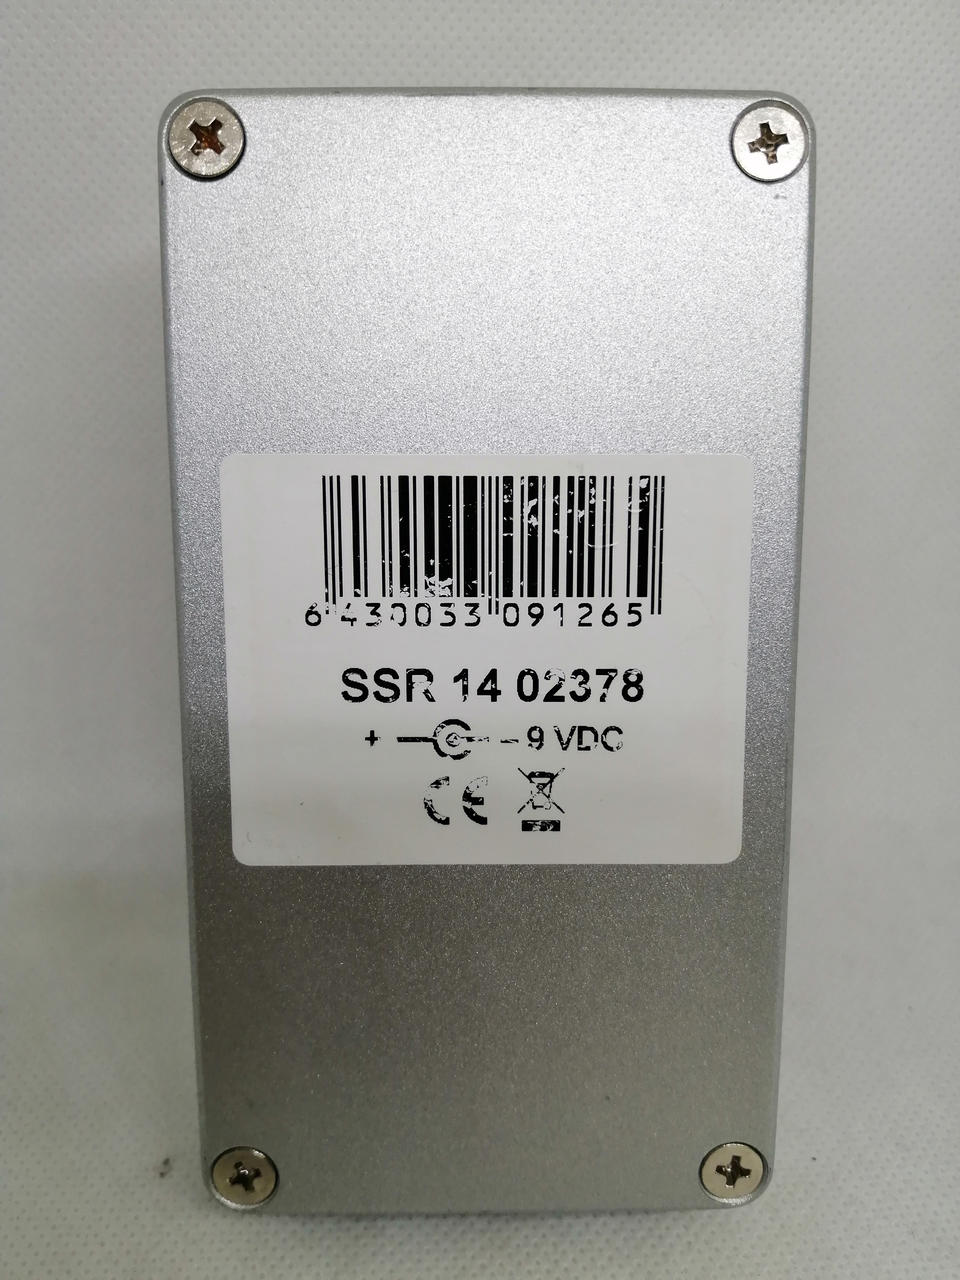 6 430033 091265
SSR 14 02378
+ – 9 VDC
CE